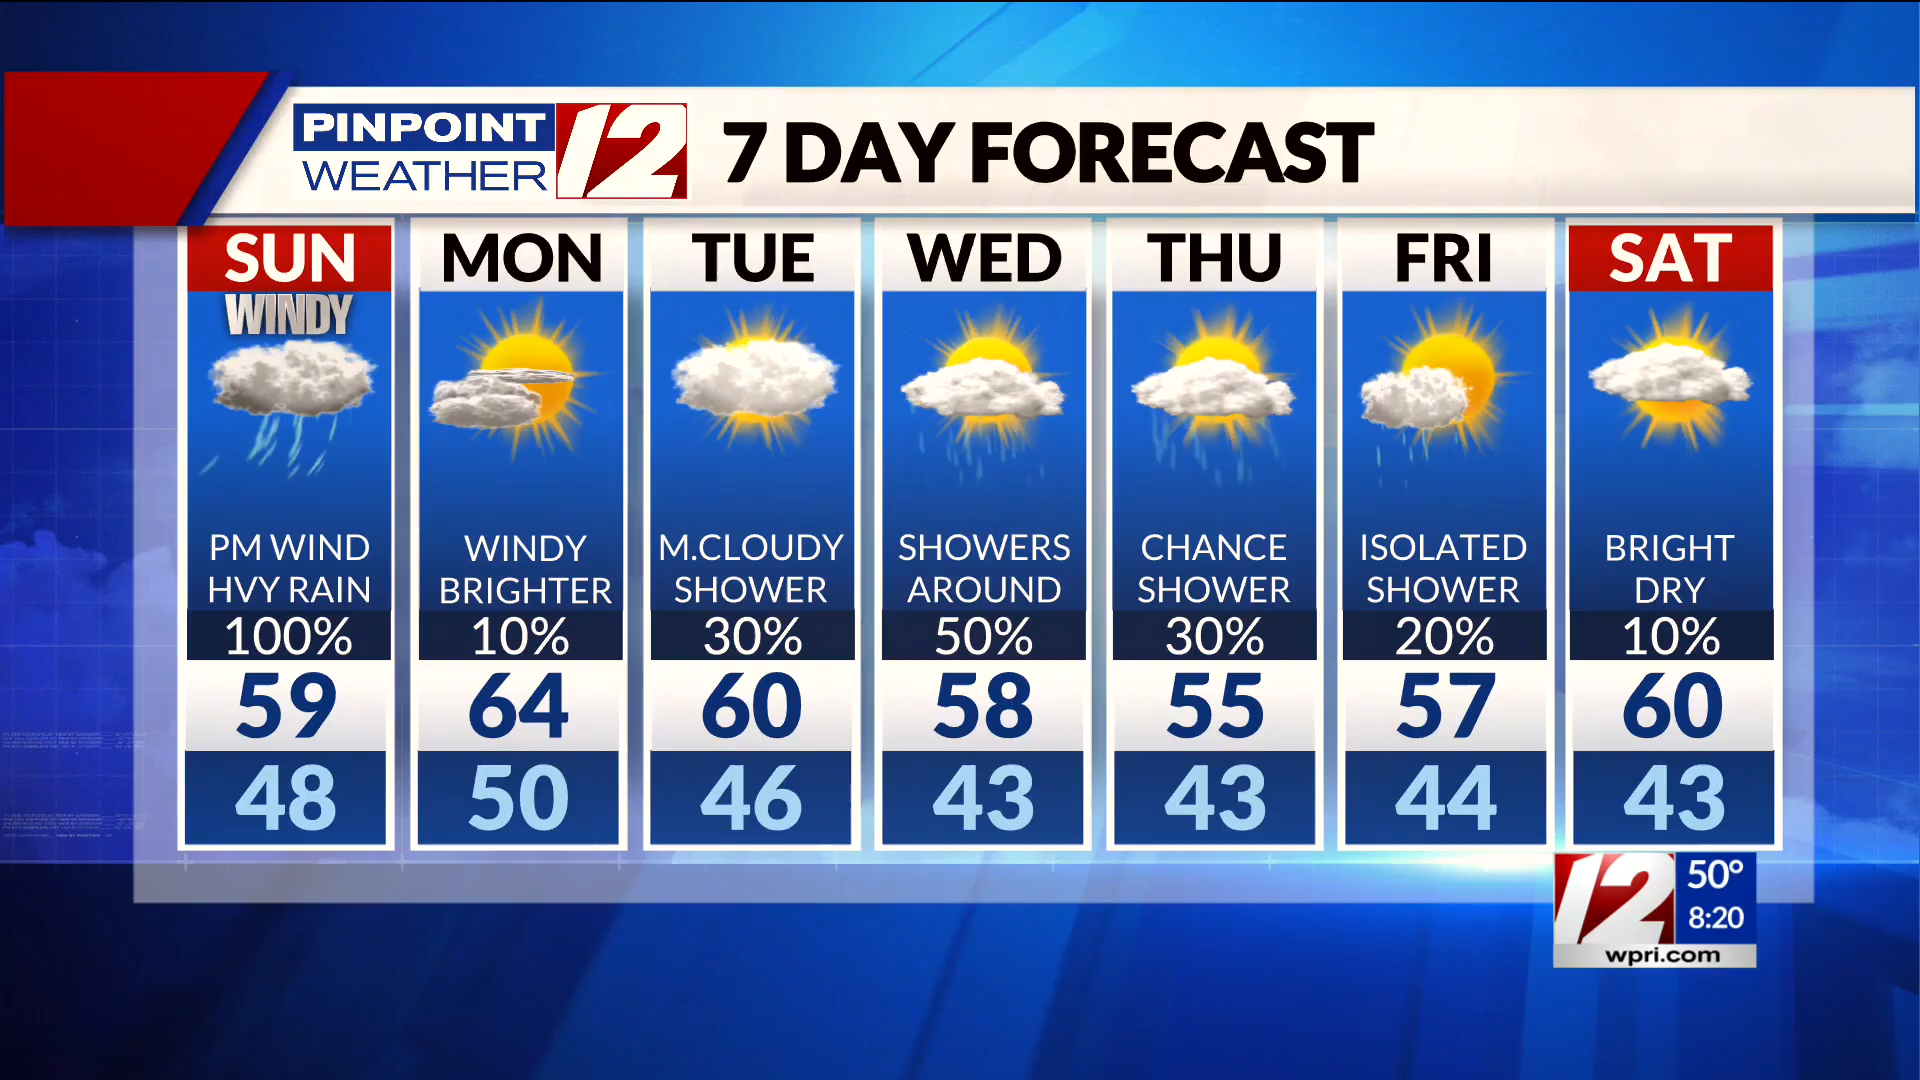 PINPOINT
WEATHER
12
7 DAY FORECAST
SUN
WINDY
PM WIND
HVY RAIN
100%
59
48
MON
WINDY
BRIGHTER
10%
64
50
TUE
M.CLOUDY
SHOWER
30%
60
46
WED
SHOWERS
AROUND
50%
58
43
THU
CHANCE
SHOWER
30%
55
43
FRI
ISOLATED
SHOWER
20%
57
44
SAT
BRIGHT
DRY
10%
60
43
12
50°
8:20
wpri.com